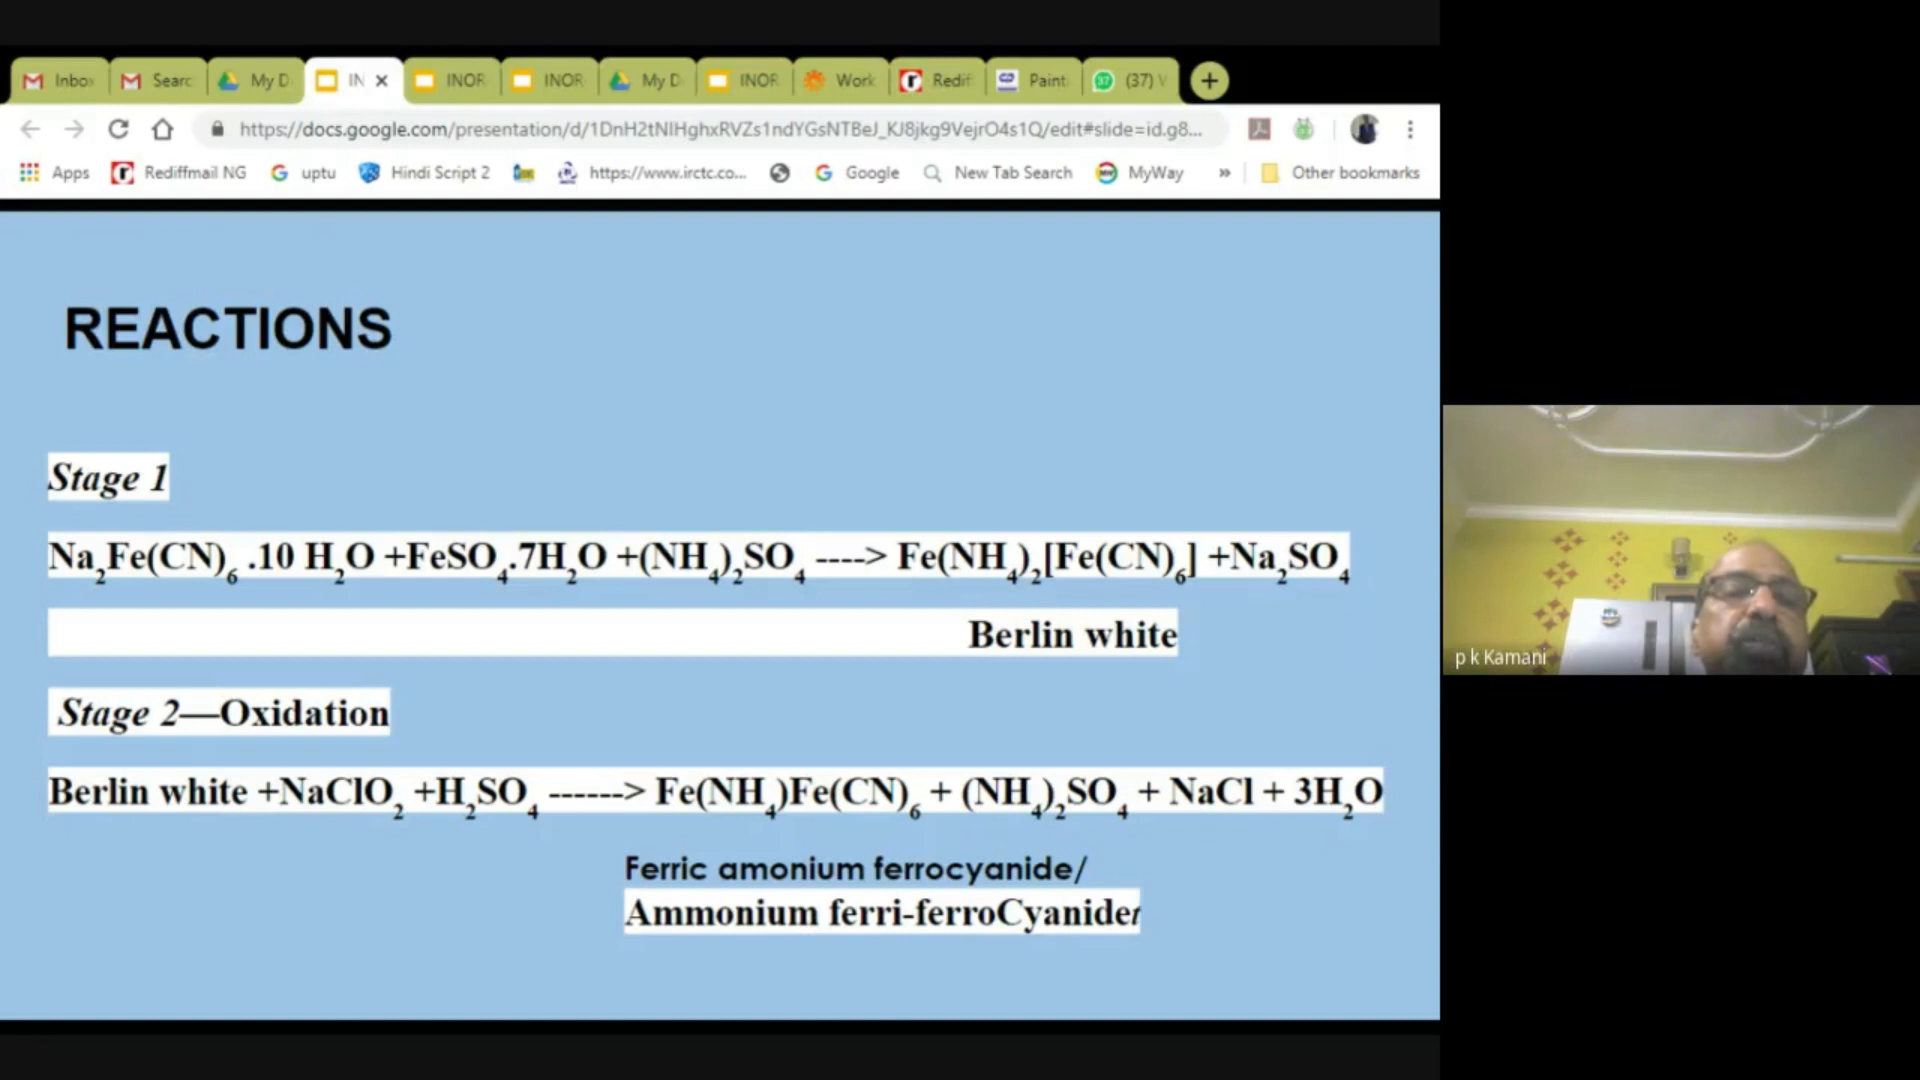 Inbo
Searc
My D
IN
INOR
INOR
My D
INOR
Work
Redif
Paint
(37)
https://docs.google.com/presentation/d/1DnH2tNIHghxRVZs1ndYGsNTBeJ_KJ8jkg9VejrO4s1Q/edit#slide=id.g8...
Apps Rediffmail NG uptu Hindi Script 2 https://www.irctc.co... Google New Tab Search MyWay » Other bookmarks
REACTIONS
Stage 1
Na₂Fe(CN)₆ .10 H₂O +FeSO₄.7H₂O +(NH₄)₂SO₄ ----> Fe(NH₄)₂[Fe(CN)₆] +Na₂SO₄
Berlin white
Stage 2—Oxidation
Berlin white +NaClO₂ +H₂SO₄ ------> Fe(NH₄)Fe(CN)₆ + (NH₄)₂SO₄ + NaCl + 3H₂O
Ferric amonium ferrocyanide/
Ammonium ferri-ferroCyanidet
p k Kamani